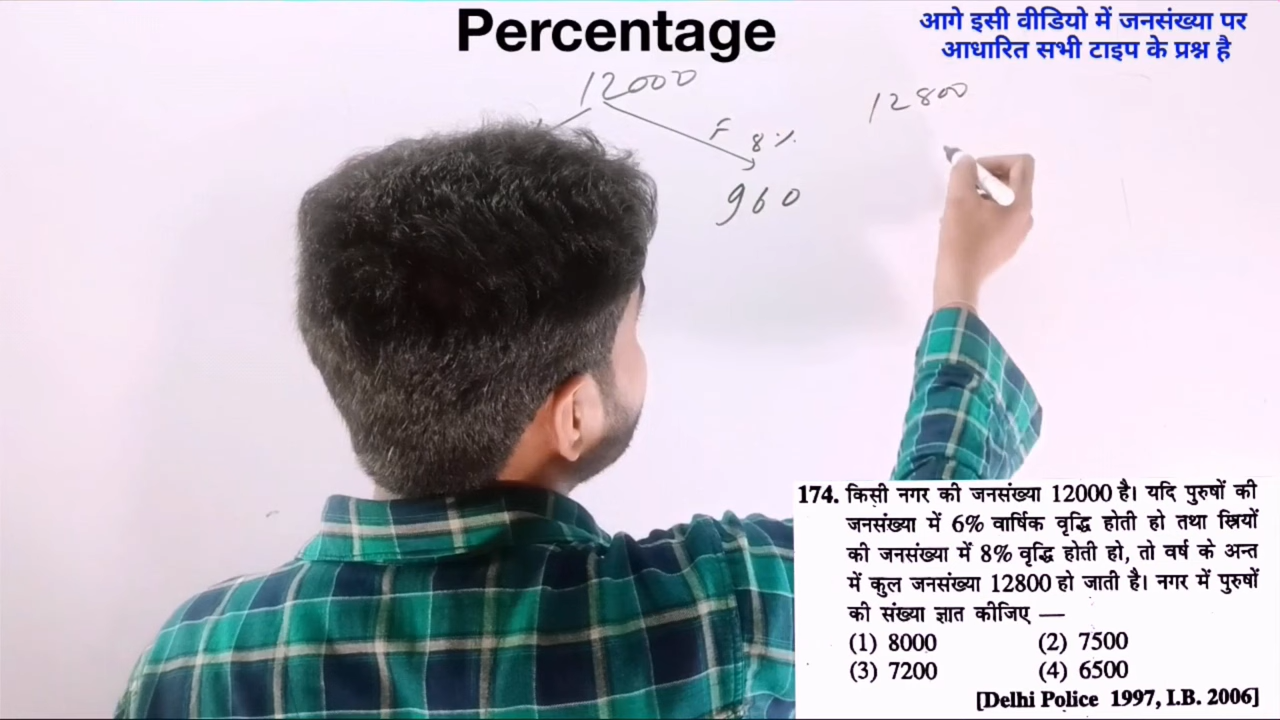 Percentage
आगे इसी वीडियो में जनसंख्या पर
आधारित सभी टाइप के प्रश्न है
12000
12800
F 8%
960
174. किसी नगर की जनसंख्या 12000 है। यदि पुरुषों की
जनसंख्या में 6% वार्षिक वृद्धि होती हो तथा स्त्रियों
की जनसंख्या में 8% वृद्धि होती हो, तो वर्ष के अन्त
में कुल जनसंख्या 12800 हो जाती है। नगर में पुरुषों
की संख्या ज्ञात कीजिए —
(1) 8000 (2) 7500
(3) 7200 (4) 6500
[Delhi Police 1997, I.B. 2006]